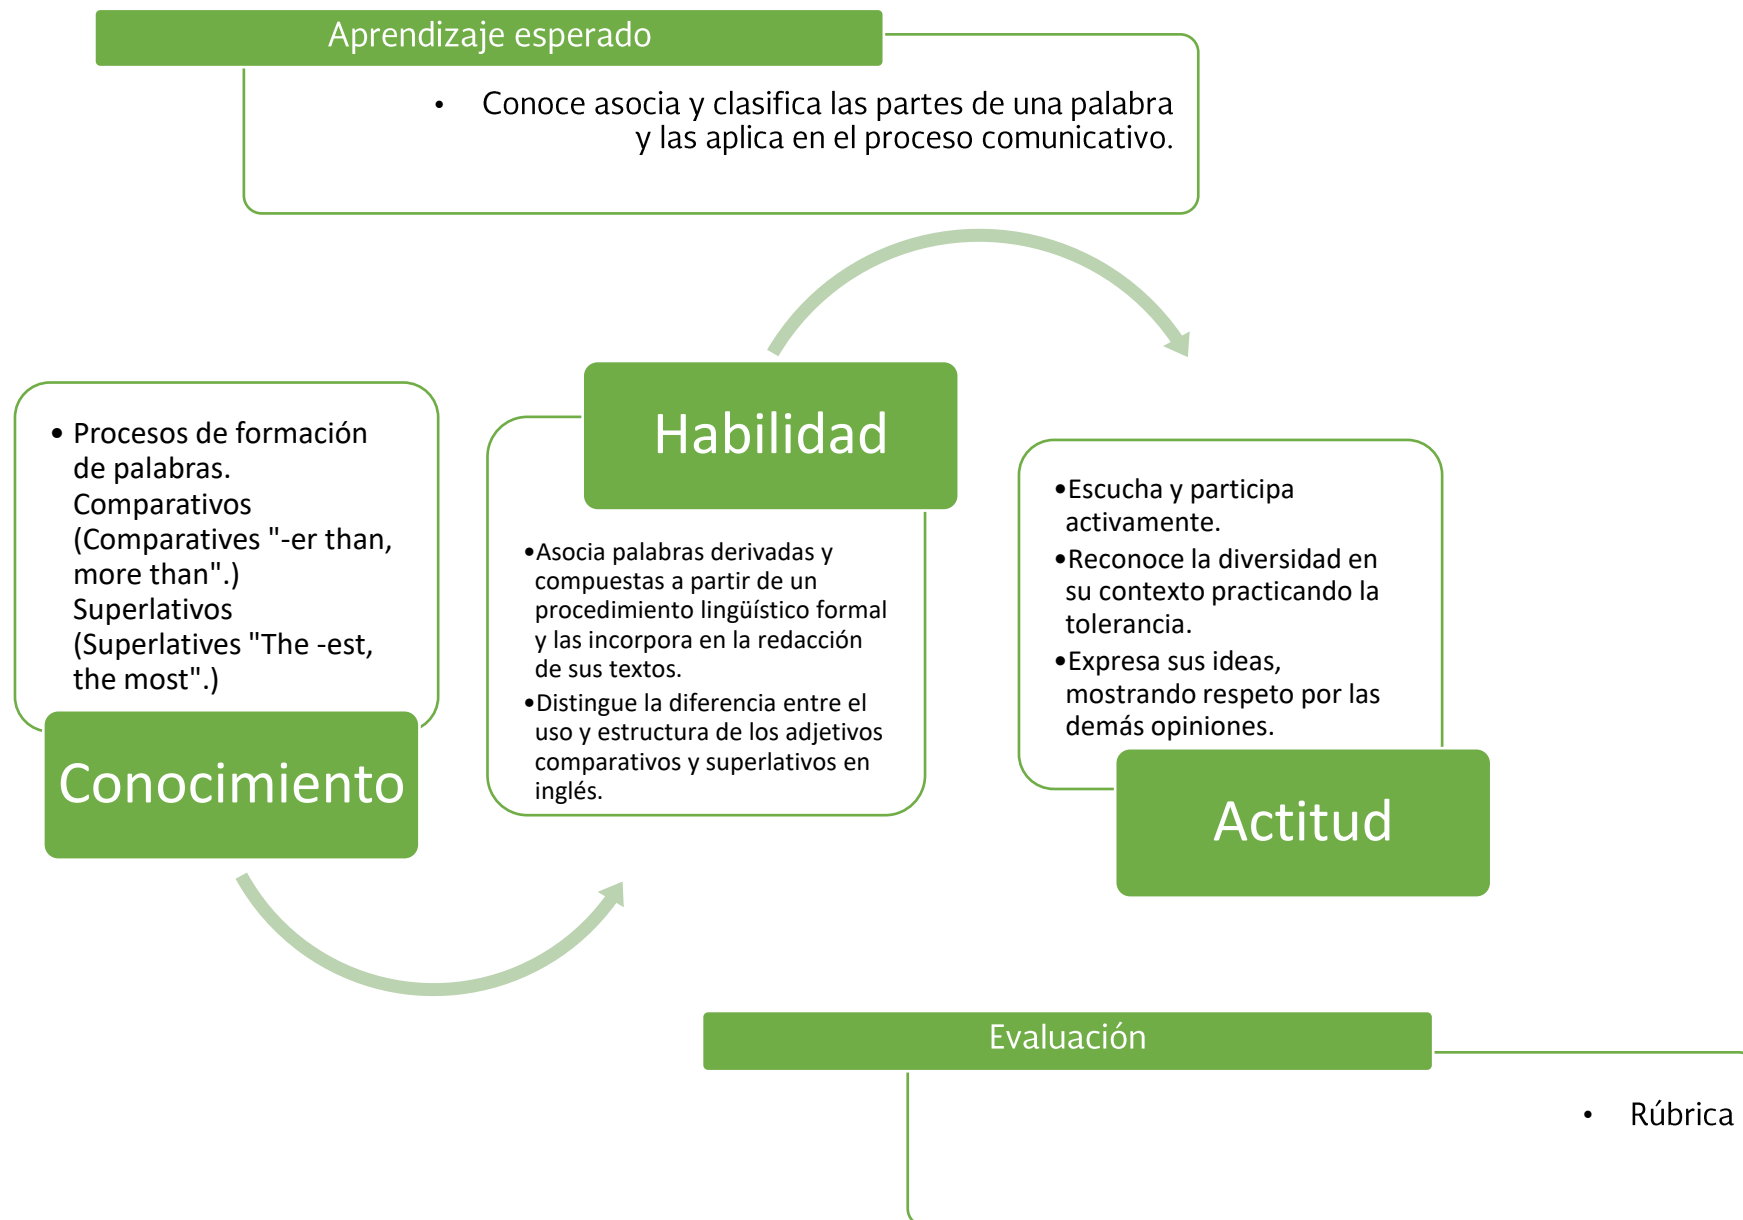 Aprendizaje esperado
• Conoce asocia y clasifica las partes de una palabra
y las aplica en el proceso comunicativo.
• Procesos de formación
de palabras.
Comparativos
(Comparatives "-er than,
more than".)
Superlativos
(Superlatives "The -est,
the most".)
Conocimiento
Habilidad
•Asocia palabras derivadas y
compuestas a partir de un
procedimiento lingüístico formal
y las incorpora en la redacción
de sus textos.
•Distingue la diferencia entre el
uso y estructura de los adjetivos
comparativos y superlativos en
inglés.
•Escucha y participa
activamente.
•Reconoce la diversidad en
su contexto practicando la
tolerancia.
•Expresa sus ideas,
mostrando respeto por las
demás opiniones.
Actitud
Evaluación
• Rúbrica